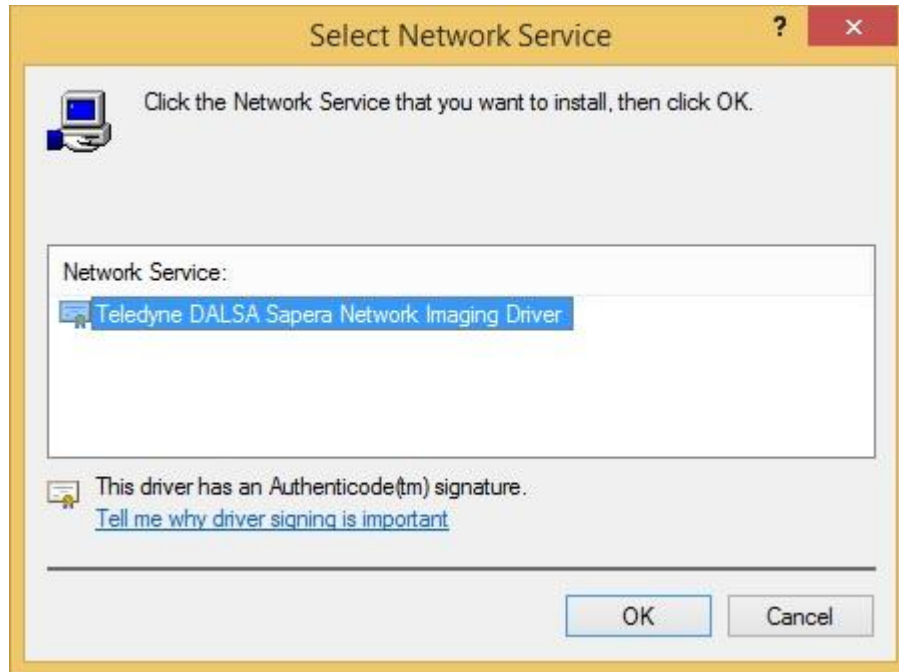 Select Network Service
?
Click the Network Service that you want to install, then click OK.
Network Service:
Teledyne DALSA Sapera Network Imaging Driver
This driver has an Authenticode(tm) signature.
Tell me why driver signing is important
OK
Cancel